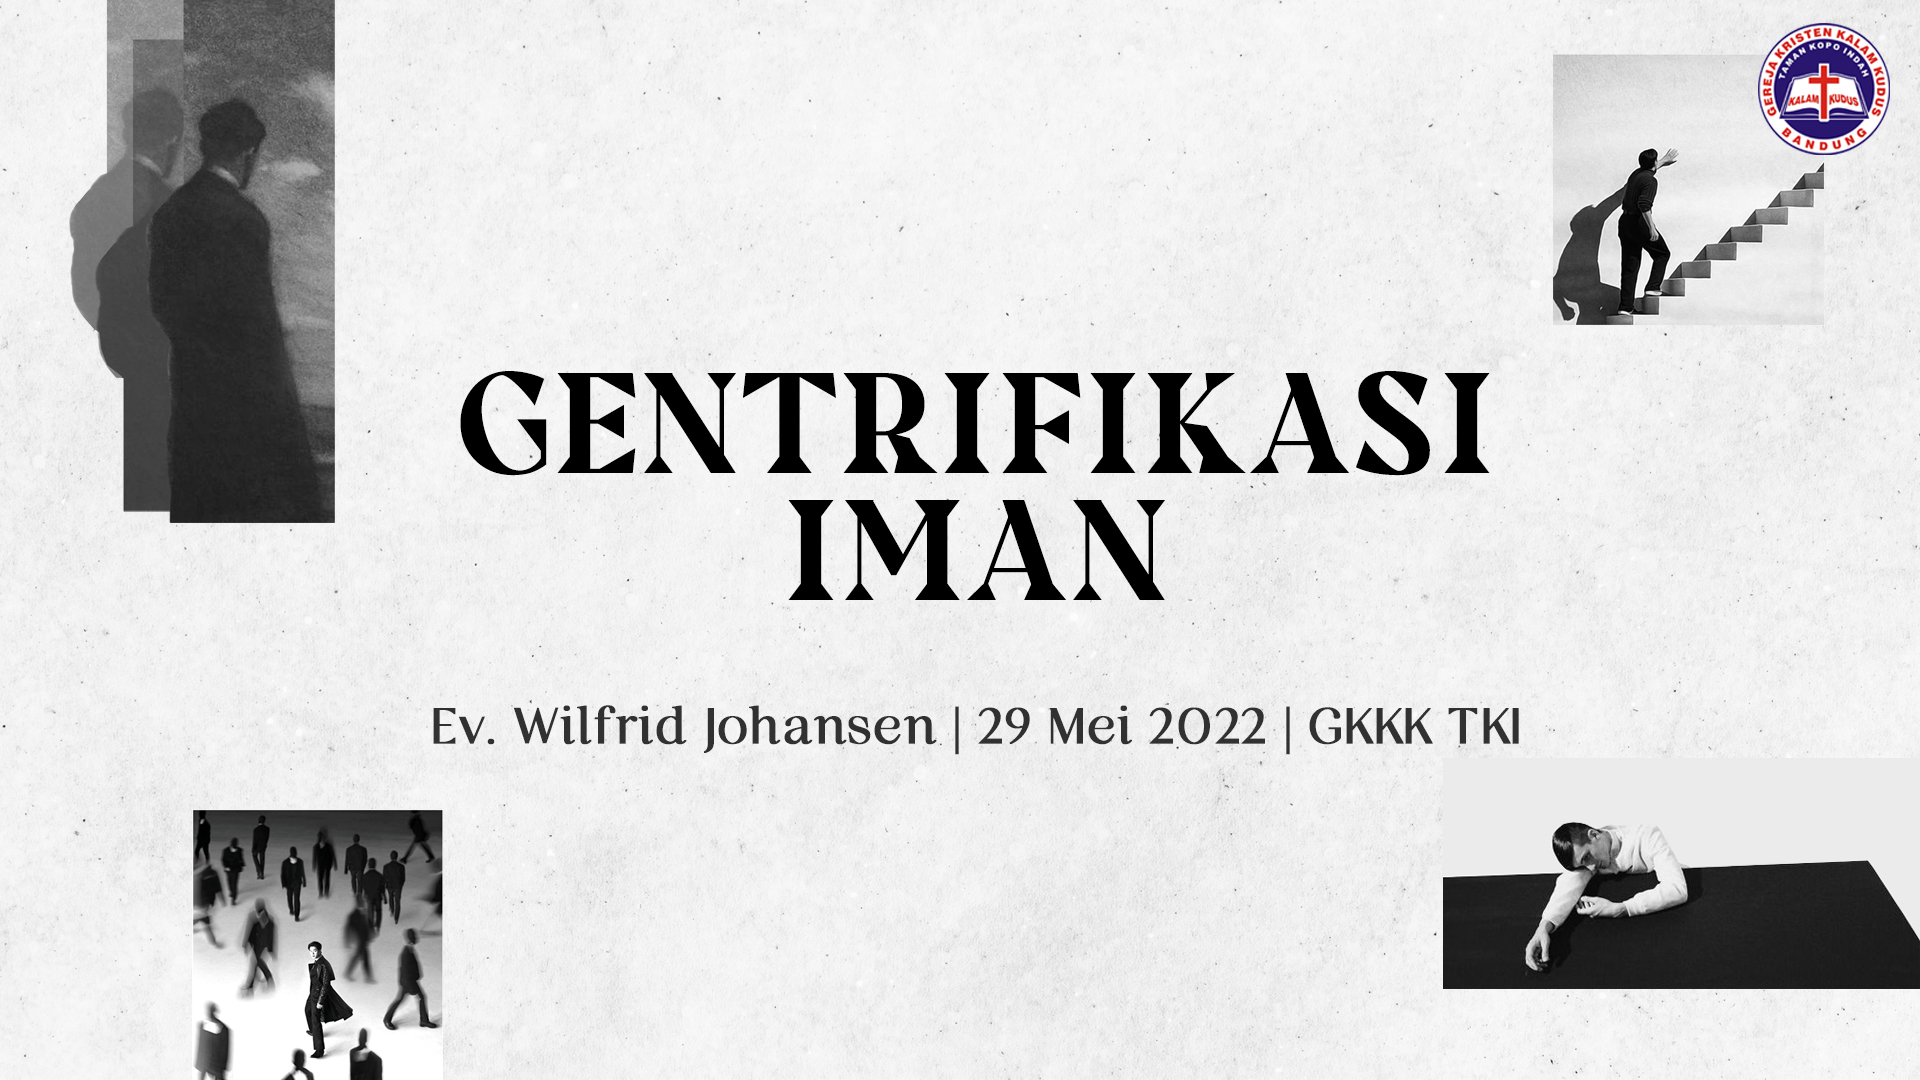 GEREJA KRISTEN KALAM KUDUS
TAMAN KOPO INDAH
KALAM KUDUS
BANDUNG
GENTRIFIKASI
IMAN
Ev. Wilfrid Johansen | 29 Mei 2022 | GKKK TKI